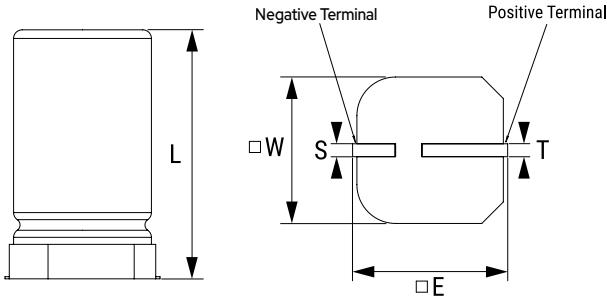 Negative Terminal
Positive Terminal
L
□ W
S
T
□ E